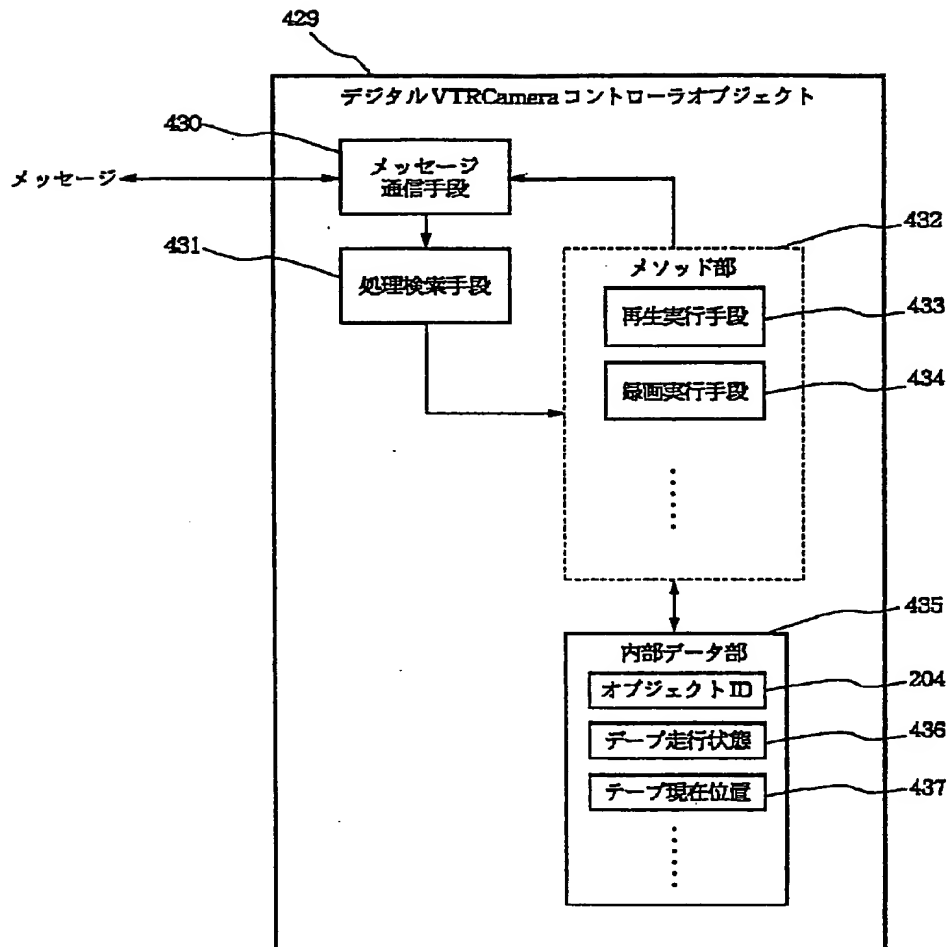 429
デジタルVTRCameraコントローラオブジェクト
430
メッセージ
メッセージ
通信手段
431
処理検索手段
432
メソッド部
再生実行手段
433
録画実行手段
434
435
内部データ部
オブジェクトID
204
テープ走行状態
436
テープ現在位置
437